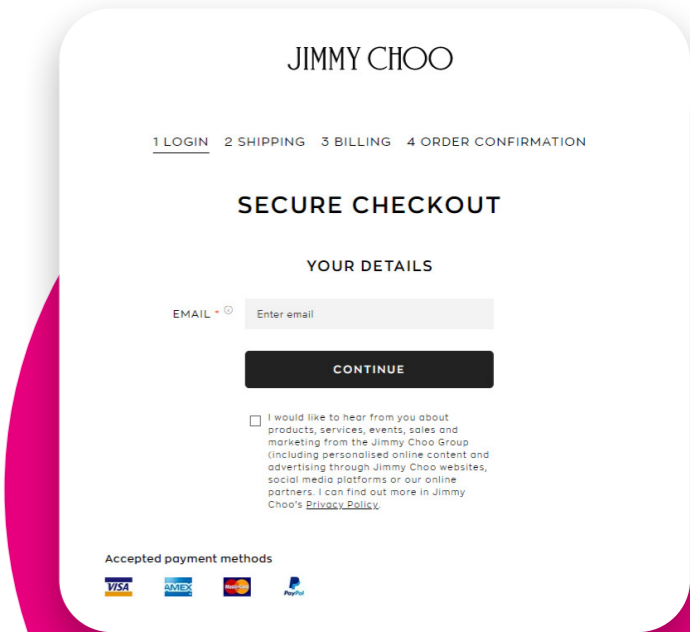 JIMMY CHOO
1 LOGIN 2 SHIPPING 3 BILLING 4 ORDER CONFIRMATION
SECURE CHECKOUT
YOUR DETAILS
EMAIL * Enter email
CONTINUE
I would like to hear from you about
products, services, events, sales and
marketing from the Jimmy Choo Group
(including personalised online content and
advertising through Jimmy Choo websites,
social media platforms or our online
partners. I can find out more in Jimmy
Choo's Privacy Policy.
Accepted payment methods
VISA AMEX MasterCard PayPal